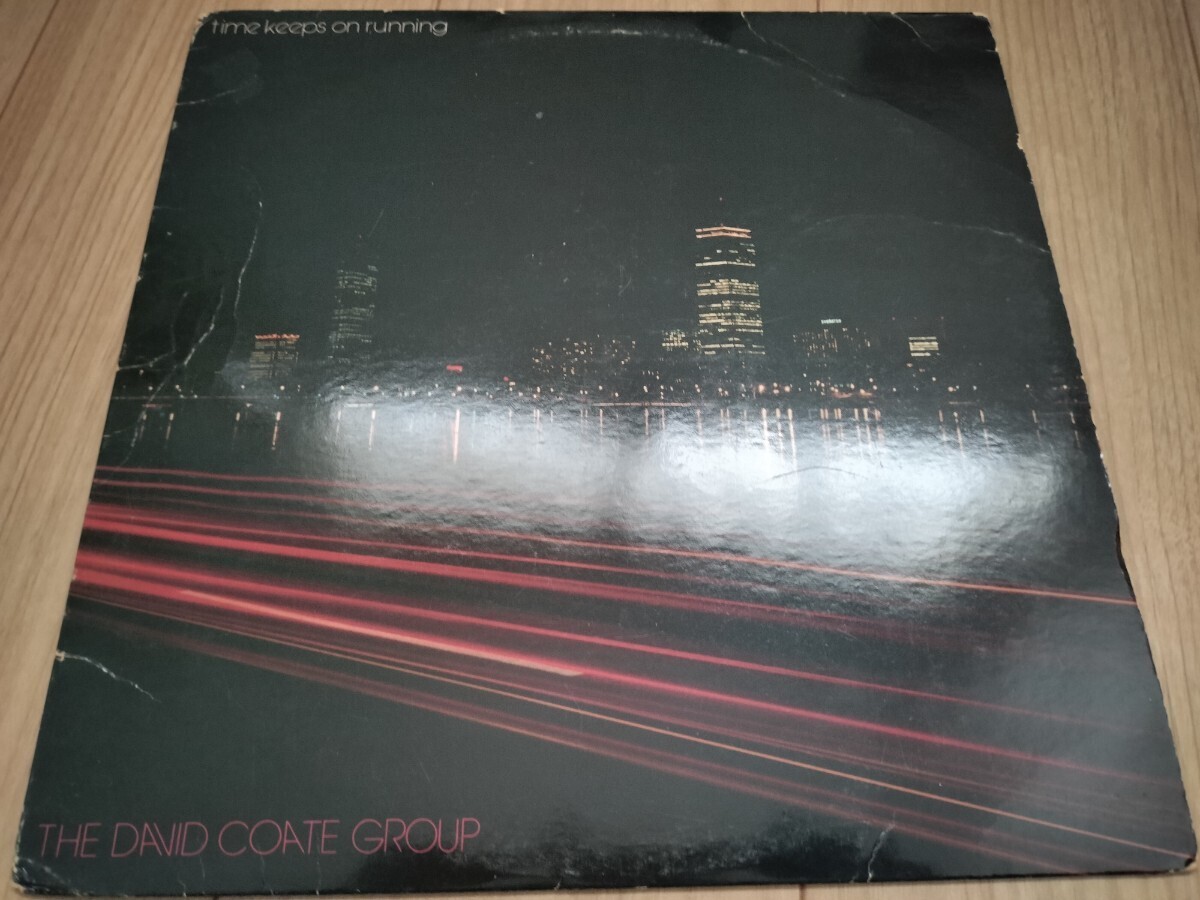 time keeps on running
THE DAVID COATE GROUP